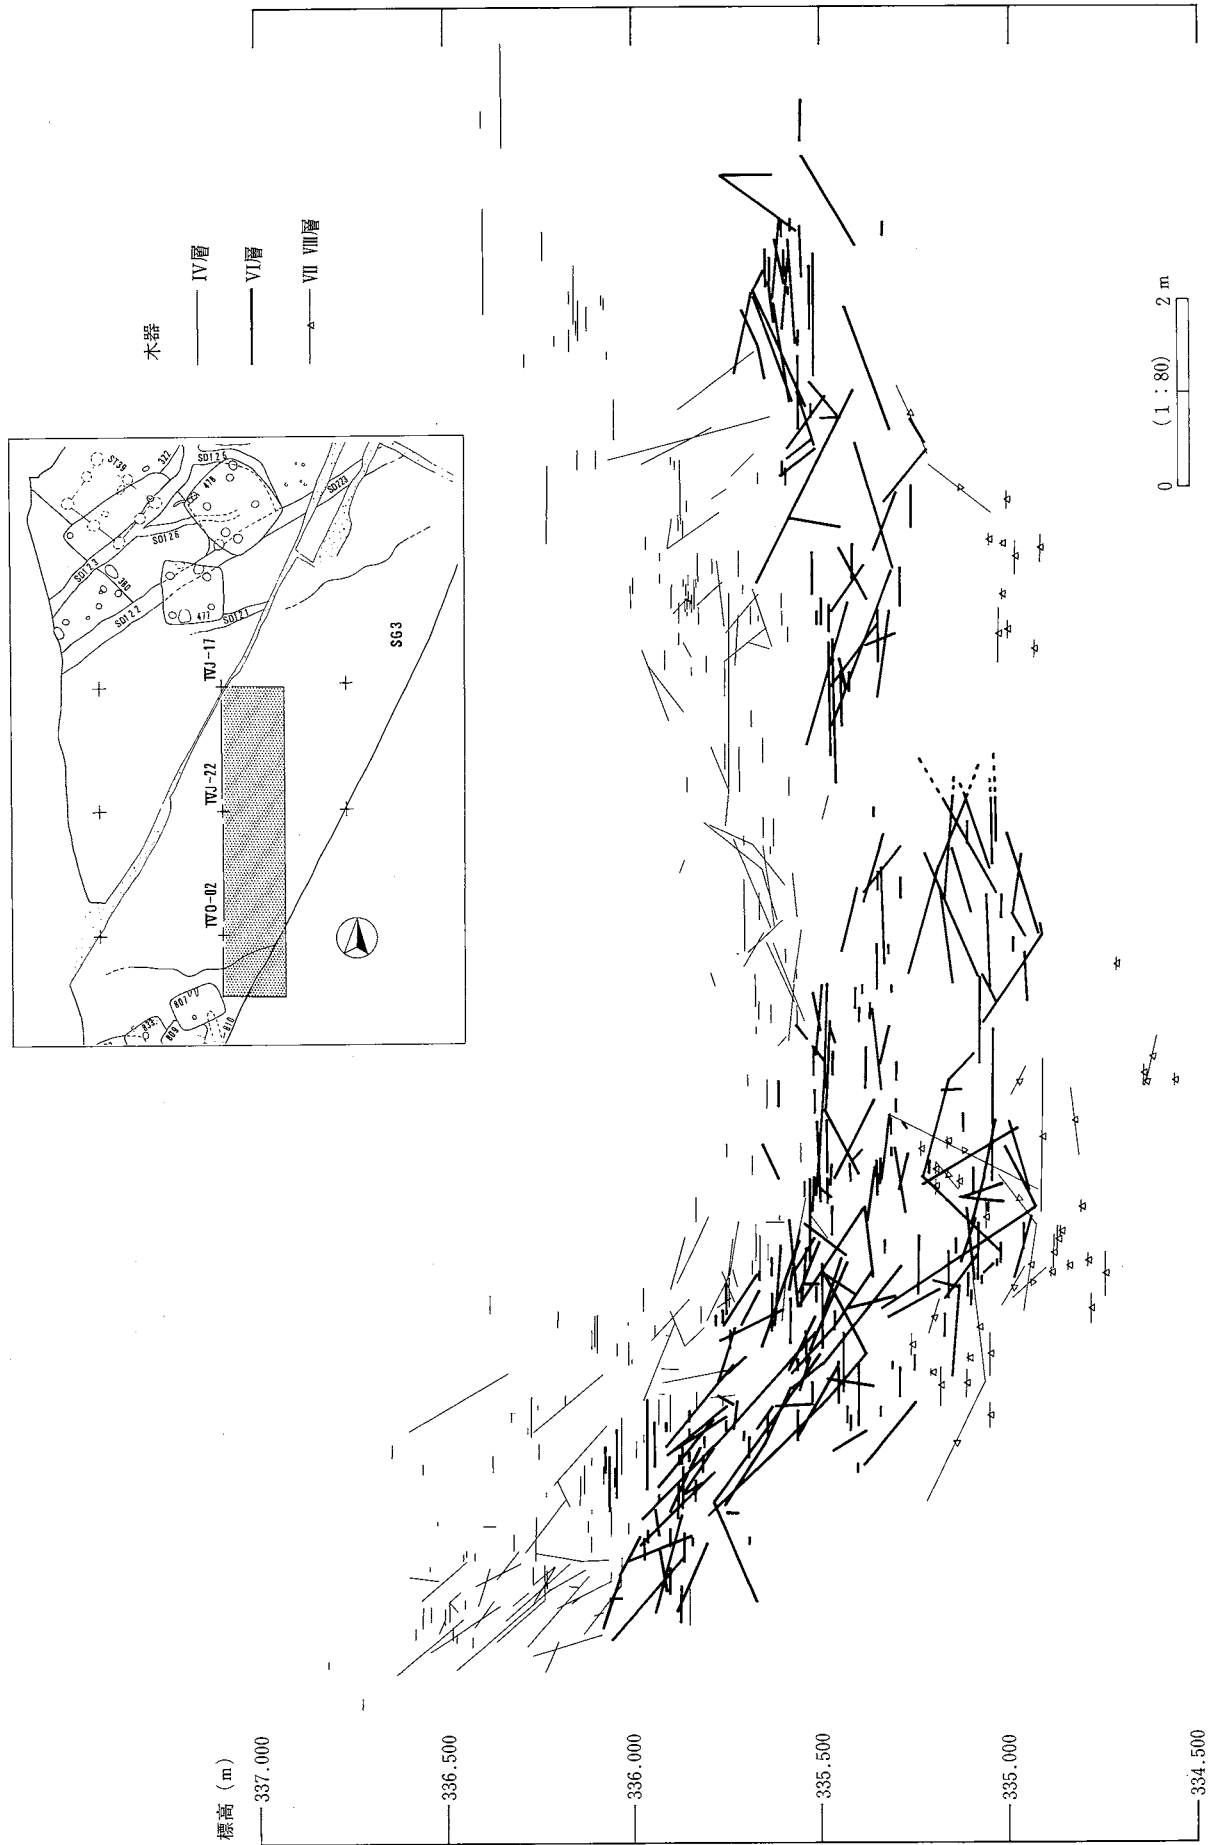 木器
IV層
VI層
VII VIII層
ST39
322
SD125
478
SD223
SD126
SD123
380
SD122
477
SD121
IVJ-17
SG3
IVJ-22
IVO-02
807
809
810
標高 (m)
337.000
336.500
336.000
335.500
335.000
334.500
0 (1:80) 2 m